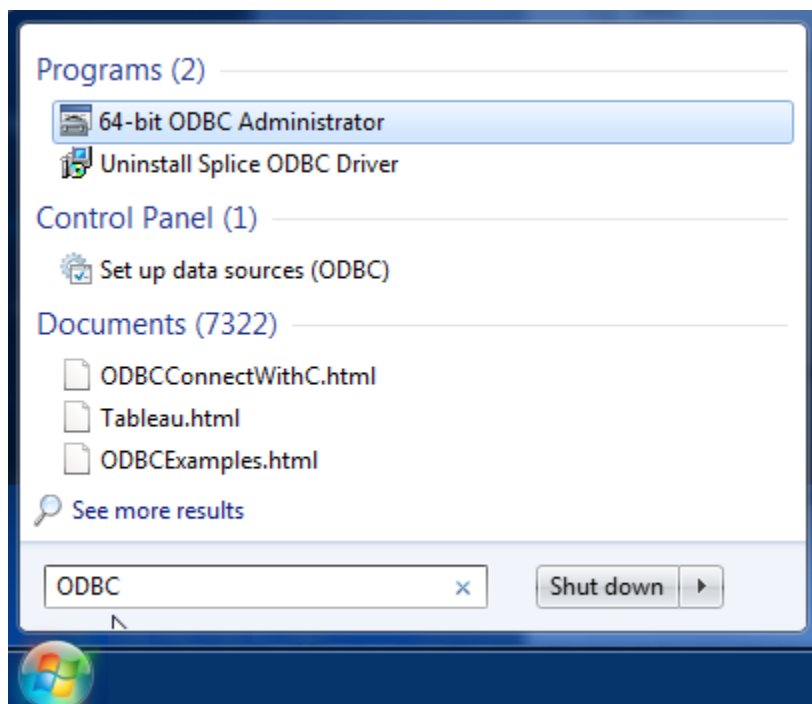 Programs (2)
64-bit ODBC Administrator
Uninstall Splice ODBC Driver
Control Panel (1)
Set up data sources (ODBC)
Documents (7322)
ODBCConnectWithC.html
Tableau.html
ODBCExamples.html
See more results
ODBC
Shut down